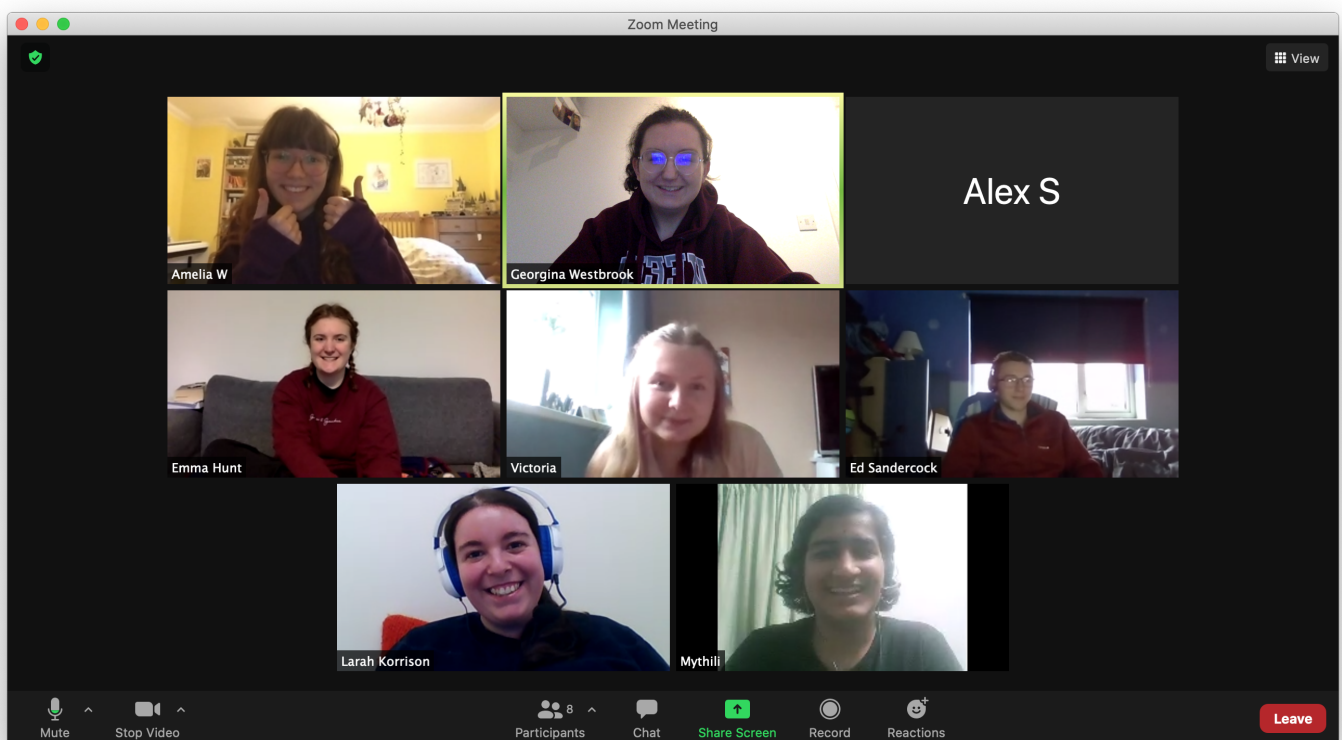 Zoom Meeting
View
Amelia W
Georgina Westbrook
Alex S
Emma Hunt
Victoria
Ed Sandercock
Larah Korrison
Mythili
Mute
Stop Video
Participants
8
Chat
Share Screen
Record
Reactions
Leave